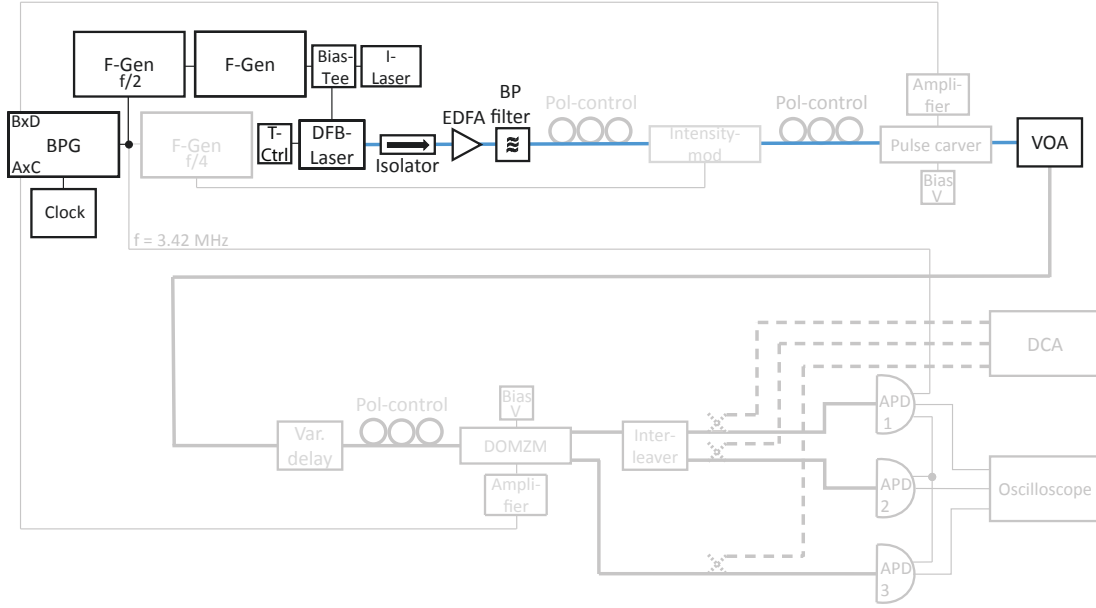 F-Gen
f/2
F-Gen
Bias-
Tee
I-
Laser
BxD
BPG
AxC
Clock
F-Gen
f/4
T-
Ctrl
DFB-
Laser
Isolator
EDFA
BP
filter
Pol-control
Intensity-
mod
Pol-control
Ampli-
fier
Pulse carver
Bias
V
VOA
f = 3.42 MHz
DCA
Var.
delay
Pol-control
Bias
V
DOMZM
Ampli-
fier
Inter-
leaver
APD
1
APD
2
APD
3
Oscilloscope